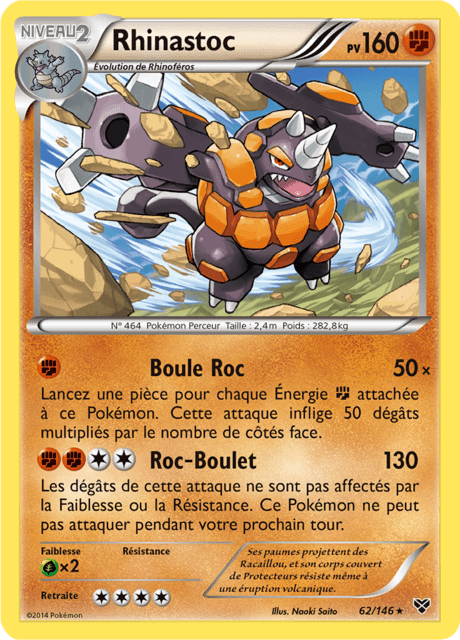 NIVEAU 2
Rhinastoc
PV 160
Évolution de Rhinoféros
N° 464 Pokémon Perceur Taille : 2,4m Poids : 282,8kg
Boule Roc 50×
Lancez une pièce pour chaque Énergie attachée
à ce Pokémon. Cette attaque inflige 50 dégâts
multipliés par le nombre de côtés face.
Roc-Boulet 130
Les dégâts de cette attaque ne sont pas affectés par
la Faiblesse ou la Résistance. Ce Pokémon ne peut
pas attaquer pendant votre prochain tour.
Faiblesse Résistance
×2
Retraite
Ses paumes projettent des
Racaillou, et son corps couvert
de Protecteurs résiste même à
une éruption volcanique.
©2014 Pokémon
Illus. Naoki Saito 62/146 ★
XY